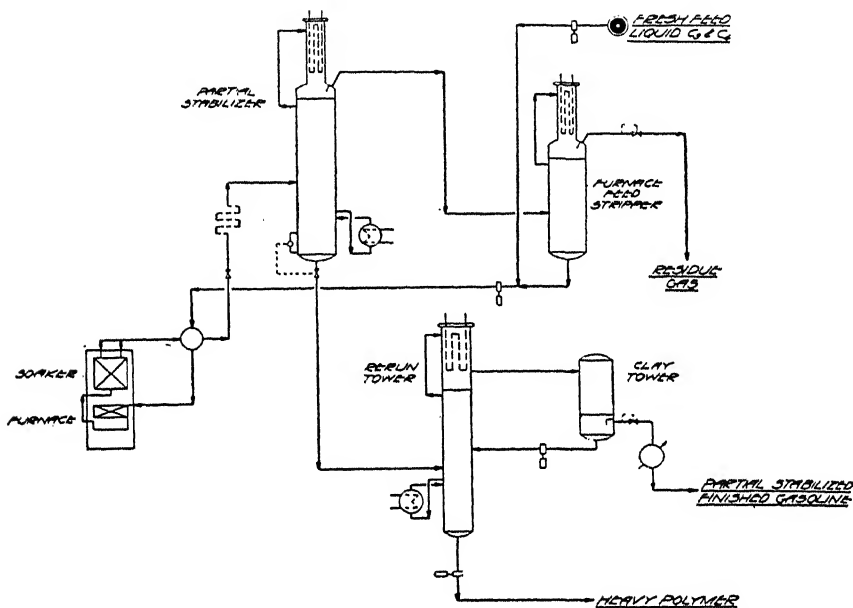 FRESH FEED
LIQUID C3 & C4
PARTIAL
STABILIZER
FURNACE
FEED
STRIPPER
RESIDUE
GAS
SOAKER
FURNACE
RERUN
TOWER
CLAY
TOWER
PARTIAL STABILIZED
FINISHED GASOLINE
HEAVY POLYMER